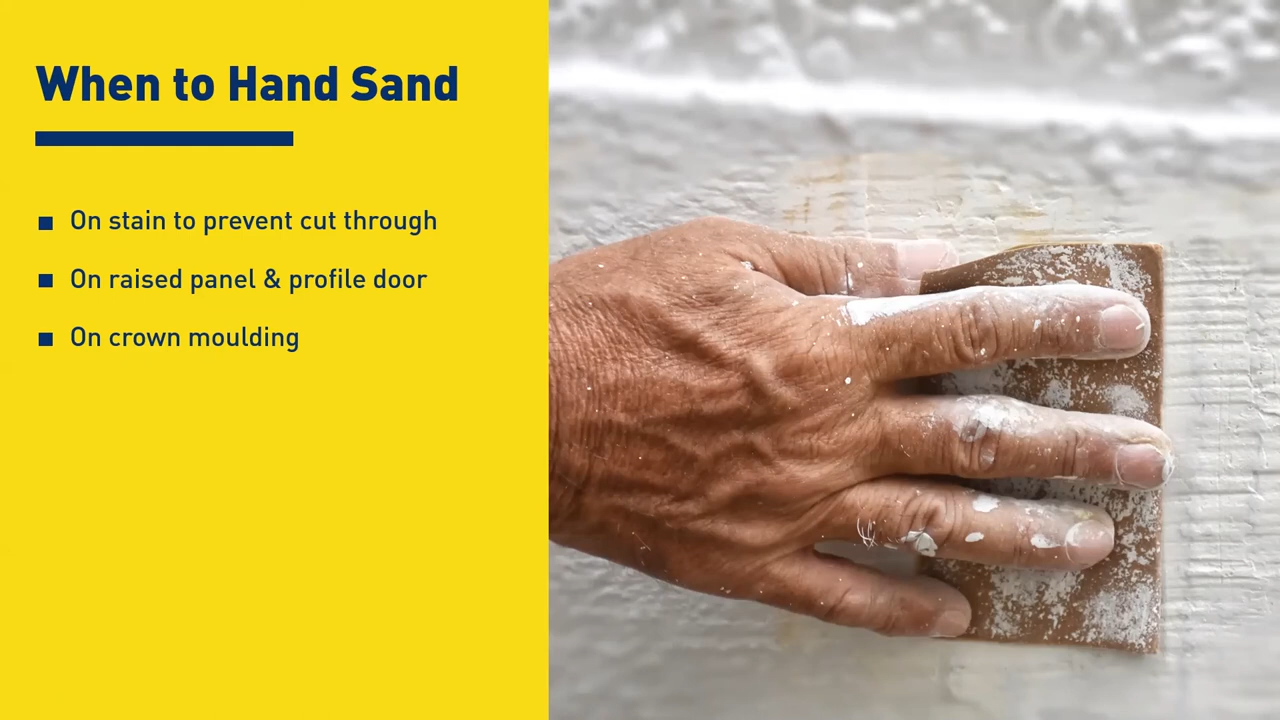 When to Hand Sand
On stain to prevent cut through
On raised panel & profile door
On crown moulding